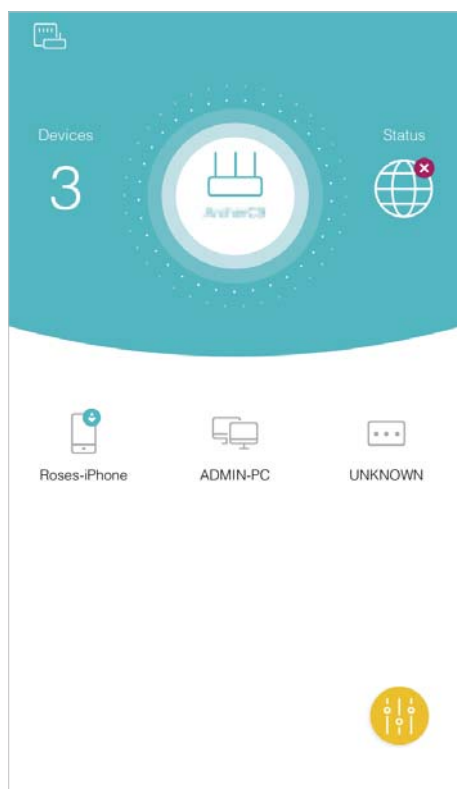 Devices
Status
3
Roses-iPhone
ADMIN-PC
UNKNOWN